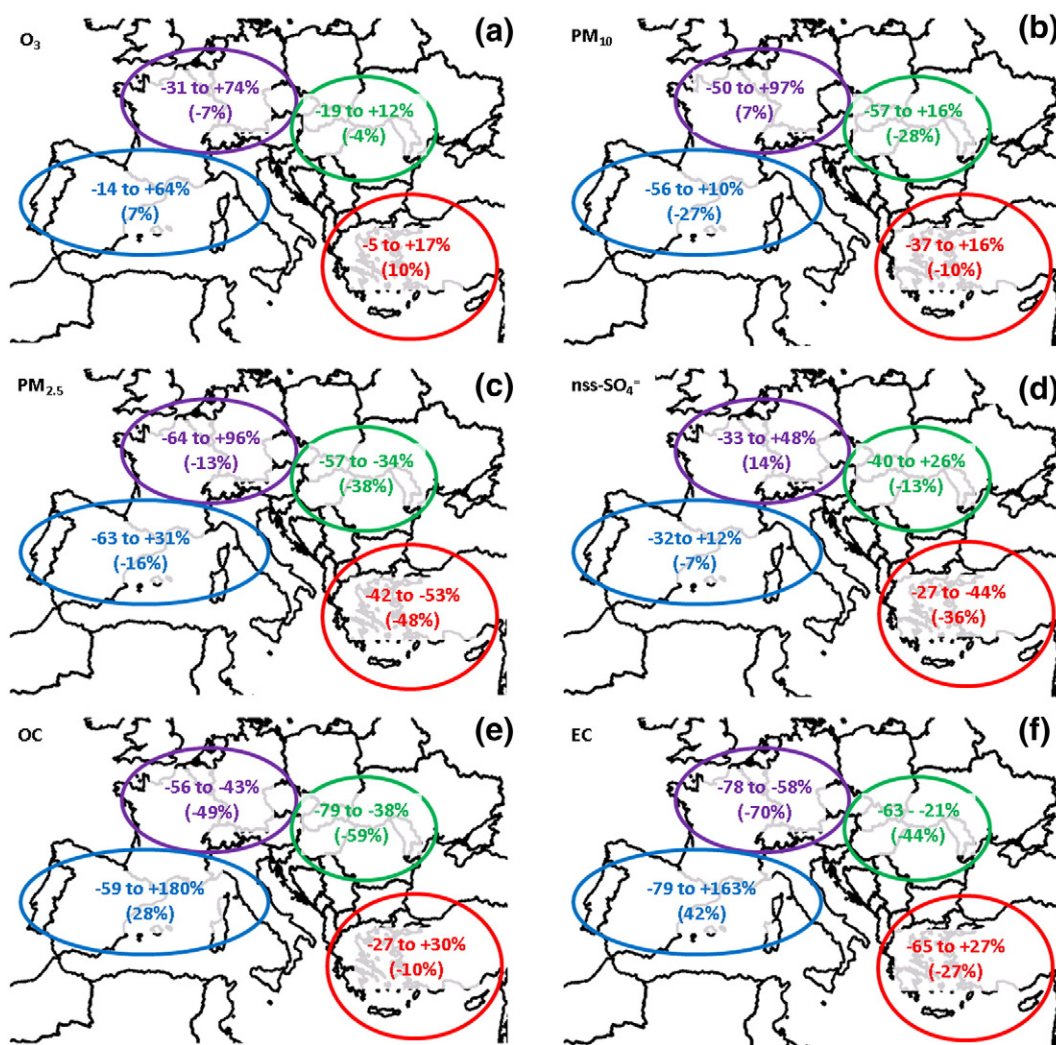 O₃
(a)
-31 to +74%
(-7%)
-19 to +12%
(-4%)
-14 to +64%
(7%)
-5 to +17%
(10%)
PM₁₀
(b)
-50 to +97%
(7%)
-57 to +16%
(-28%)
-56 to +10%
(-27%)
-37 to +16%
(-10%)
PM₂.₅
(c)
-64 to +96%
(-13%)
-57 to -34%
(-38%)
-63 to +31%
(-16%)
-42 to -53%
(-48%)
nss-SO₄⁼
(d)
-33 to +48%
(14%)
-40 to +26%
(-13%)
-32to +12%
(-7%)
-27 to -44%
(-36%)
OC
(e)
-56 to -43%
(-49%)
-79 to -38%
(-59%)
-59 to +180%
(28%)
-27 to +30%
(-10%)
EC
(f)
-78 to -58%
(-70%)
-63 - -21%
(-44%)
-79 to +163%
(42%)
-65 to +27%
(-27%)